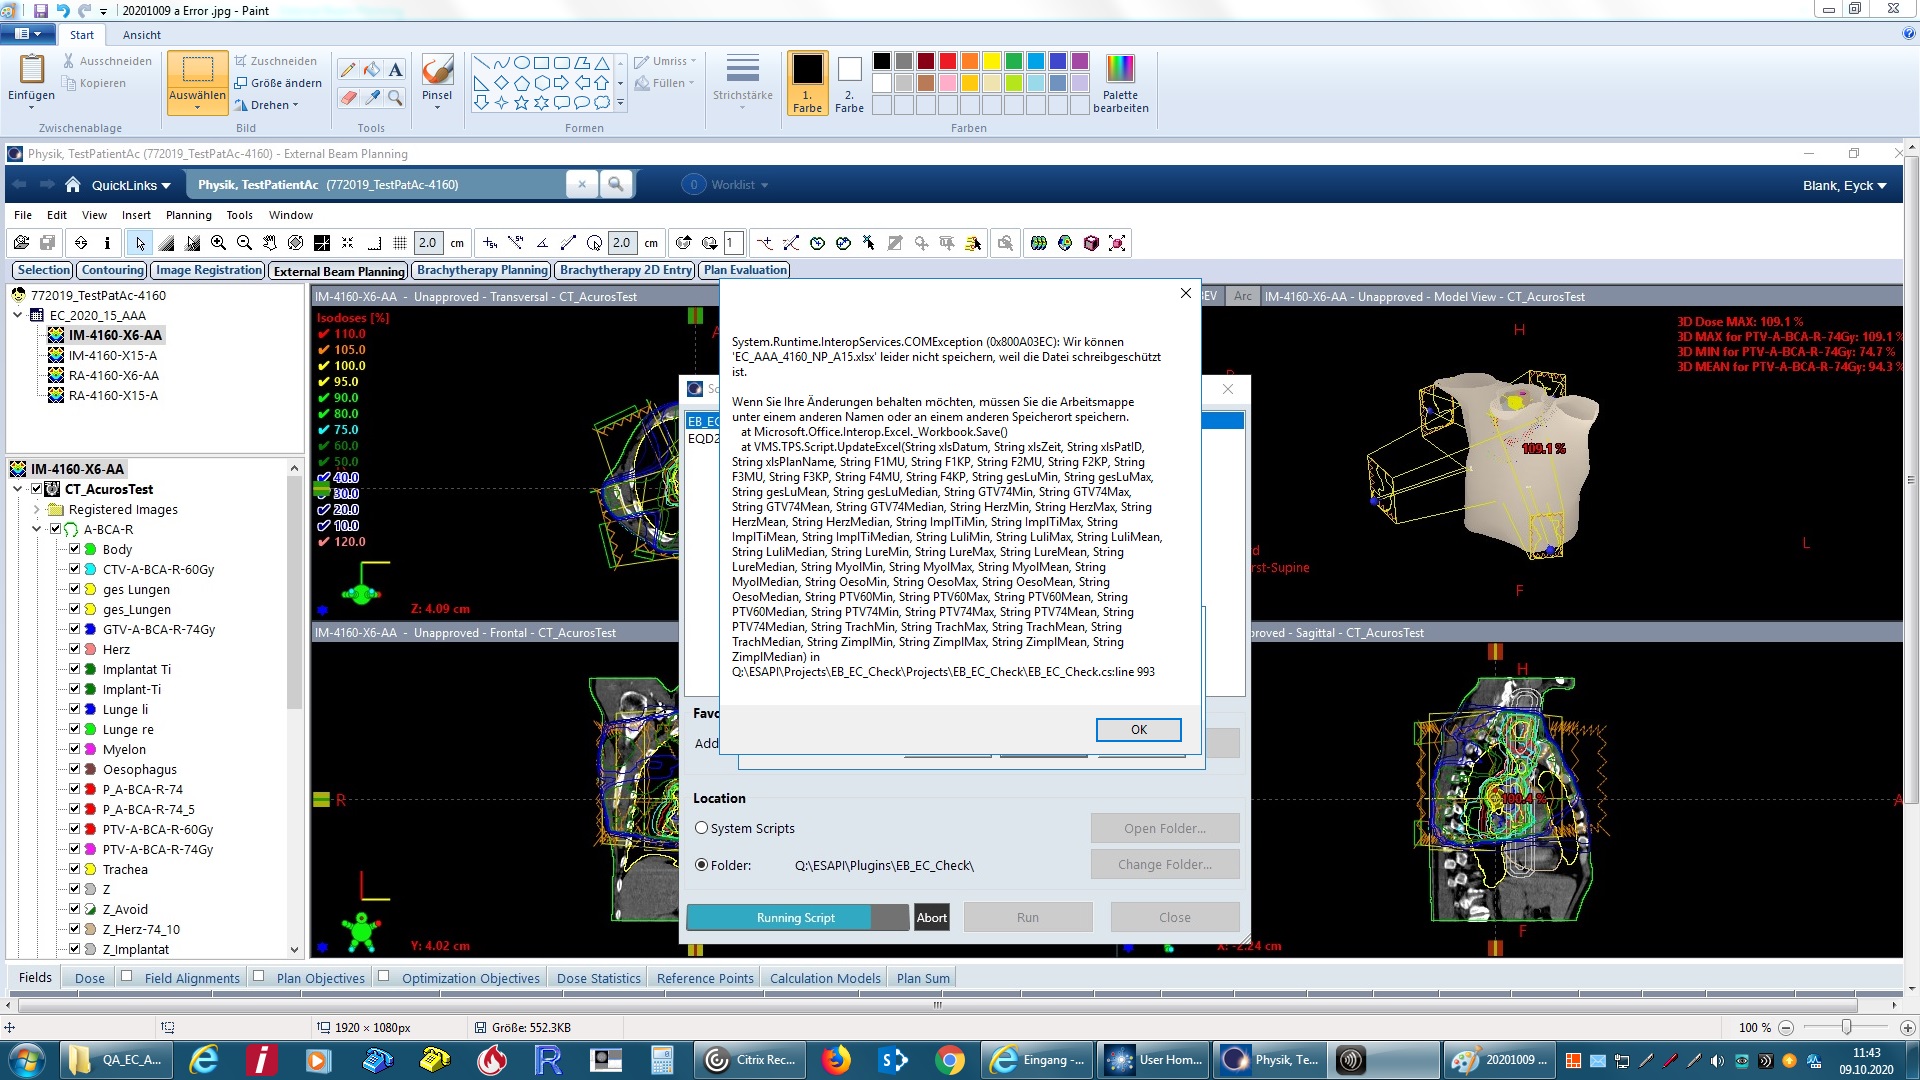 20201009 a Error .jpg - Paint
Start
Ansicht
Einfügen
Ausschneiden
Kopieren
Zwischenablage
Auswählen
Zuschneiden
Größe ändern
Drehen
Bild
Tools
Pinsel
Formen
Umriss
Füllen
Strichstärke
1.
Farbe
2.
Farbe
Farben
Palette
bearbeiten
Physik, TestPatientAc (772019_TestPatAc-4160) - External Beam Planning
QuickLinks
Physik, TestPatientAc (772019_TestPatAc-4160)
0
Worklist
Blank, Eyck
File Edit View Insert Planning Tools Window
2.0 cm
2.0 cm
1
Selection
Contouring
Image Registration
External Beam Planning
Brachytherapy Planning
Brachytherapy 2D Entry
Plan Evaluation
772019_TestPatAc-4160
EC_2020_15_AAA
IM-4160-X6-AA
IM-4160-X15-A
RA-4160-X6-AA
RA-4160-X15-A
IM-4160-X6-AA
CT_AcurosTest
Registered Images
A-BCA-R
Body
CTV-A-BCA-R-60Gy
ges Lungen
ges_Lungen
GTV-A-BCA-R-74Gy
Herz
Implantat Ti
Implant-Ti
Lunge li
Lunge re
Myelon
Oesophagus
P_A-BCA-R-74
P_A-BCA-R-74_5
PTV-A-BCA-R-60Gy
PTV-A-BCA-R-74Gy
Trachea
Z
Z_Avoid
Z_Herz-74_10
Z_Implantat
IM-4160-X6-AA - Unapproved - Transversal - CT_AcurosTest
Isodoses [%]
110.0
105.0
100.0
95.0
90.0
80.0
75.0
60.0
50.0
40.0
30.0
20.0
10.0
120.0
Z: 4.09 cm
IM-4160-X6-AA - Unapproved - Frontal - CT_AcurosTest
R
Y: 4.02 cm
BEV
Arc
IM-4160-X6-AA - Unapproved - Model View - CT_AcurosTest
3D Dose MAX: 109.1 %
3D MAX for PTV-A-BCA-R-74Gy: 109.1 %
3D MIN for PTV-A-BCA-R-74Gy: 74.7 %
3D MEAN for PTV-A-BCA-R-74Gy: 94.3 %
H
109.1 %
L
F
rst-Supine
proved - Sagittal - CT_AcurosTest
H
A
F
X: -2.24 cm
System.Runtime.InteropServices.COMException (0x800A03EC): Wir können
'EC_AAA_4160_NP_A15.xlsx' leider nicht speichern, weil die Datei schreibgeschützt
ist.
Wenn Sie Ihre Änderungen behalten möchten, müssen Sie die Arbeitsmappe
unter einem anderen Namen oder an einem anderen Speicherort speichern.
at Microsoft.Office.Interop.Excel._Workbook.Save()
at VMS.TPS.Script.UpdateExcel(String xlsDatum, String xlsZeit, String xlsPatID,
String xlsPlanName, String F1MU, String F1KP, String F2MU, String F2KP, String
F3MU, String F3KP, String F4MU, String F4KP, String gesLuMin, String gesLuMax,
String gesLuMean, String gesLuMedian, String GTV74Min, String GTV74Max,
String GTV74Mean, String GTV74Median, String HerzMin, String HerzMax, String
HerzMean, String HerzMedian, String ImplTiMin, String ImplTiMax, String
ImplTiMean, String ImplTiMedian, String LuliMin, String LuliMax, String LuliMean,
String LuliMedian, String LureMin, String LureMax, String LureMean, String
LureMedian, String MyolMin, String MyolMax, String MyolMean, String
MyolMedian, String OesoMin, String OesoMax, String OesoMean, String
OesoMedian, String PTV60Min, String PTV60Max, String PTV60Mean, String
PTV60Median, String PTV74Min, String PTV74Max, String PTV74Mean, String
PTV74Median, String TrachMin, String TrachMax, String TrachMean, String
TrachMedian, String ZimplMin, String ZimplMax, String ZimplMean, String
ZimplMedian) in
Q:\ESAPI\Projects\EB_EC_Check\Projects\EB_EC_Check\EB_EC_Check.cs:line 993
OK
EB_EC
EQD2
Favo
Add
Location
System Scripts
Open Folder...
Folder:
Q:\ESAPI\Plugins\EB_EC_Check\
Change Folder...
Running Script
Abort
Run
Close
Fields
Dose
Field Alignments
Plan Objectives
Optimization Objectives
Dose Statistics
Reference Points
Calculation Models
Plan Sum
1920 × 1080px
Größe: 552.3KB
100 %
QA_EC_A...
Citrix Rec...
Eingang -...
User Hom...
Physik, Te...
20201009 ...
11:43
09.10.2020